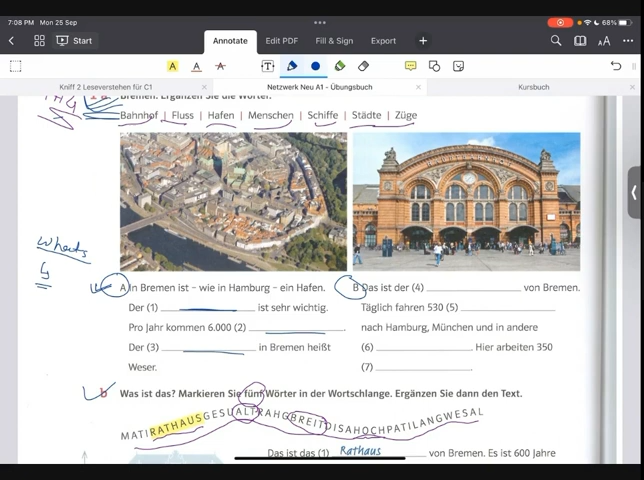 7:08 PM Mon 25 Sep
68%
Start
Annotate
Edit PDF
Fill & Sign
Export
Kniff 2 Leseverstehen für C1
Netzwerk Neu A1 - Übungsbuch
Kursbuch
Bremen. Ergänzen Sie die Wörter.
Bahnhof | Fluss | Hafen | Menschen | Schiffe | Städte | Züge
A In Bremen ist – wie in Hamburg – ein Hafen.
Der (1) ist sehr wichtig.
Pro Jahr kommen 6.000 (2) .
Der (3) in Bremen heißt
Weser.
B Das ist der (4) von Bremen.
Täglich fahren 530 (5)
nach Hamburg, München und in andere
(6) . Hier arbeiten 350
(7) .
b Was ist das? Markieren Sie fünf Wörter in der Wortschlange. Ergänzen Sie dann den Text.
MATIRATHAUSGESUALTRAHGBREITDISAHOCHPATILANGWESAL
Das ist das (1) Rathaus von Bremen. Es ist 600 Jahre